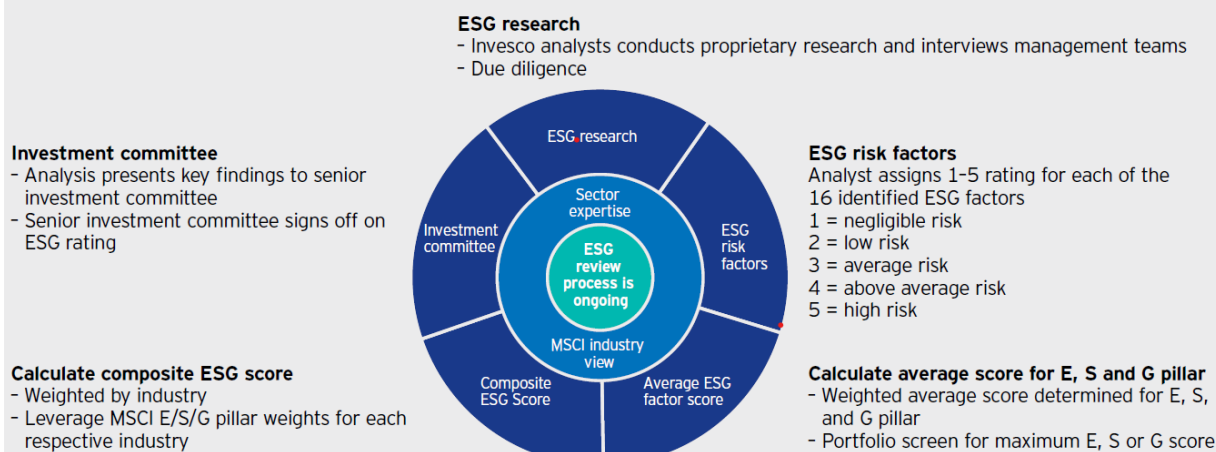 ESG research
– Invesco analysts conducts proprietary research and interviews management teams
– Due diligence
Investment committee
– Analysis presents key findings to senior
investment committee
– Senior investment committee signs off on
ESG rating
ESG risk factors
Analyst assigns 1–5 rating for each of the
16 identified ESG factors
1 = negligible risk
2 = low risk
3 = average risk
4 = above average risk
5 = high risk
ESG research
Sector
expertise
Investment
committee
ESG
risk
factors
ESG
review
process is
ongoing
MSCI industry
view
Composite
ESG Score
Average ESG
factor score
Calculate composite ESG score
– Weighted by industry
– Leverage MSCI E/S/G pillar weights for each
respective industry
Calculate average score for E, S and G pillar
– Weighted average score determined for E, S,
and G pillar
– Portfolio screen for maximum E, S or G score